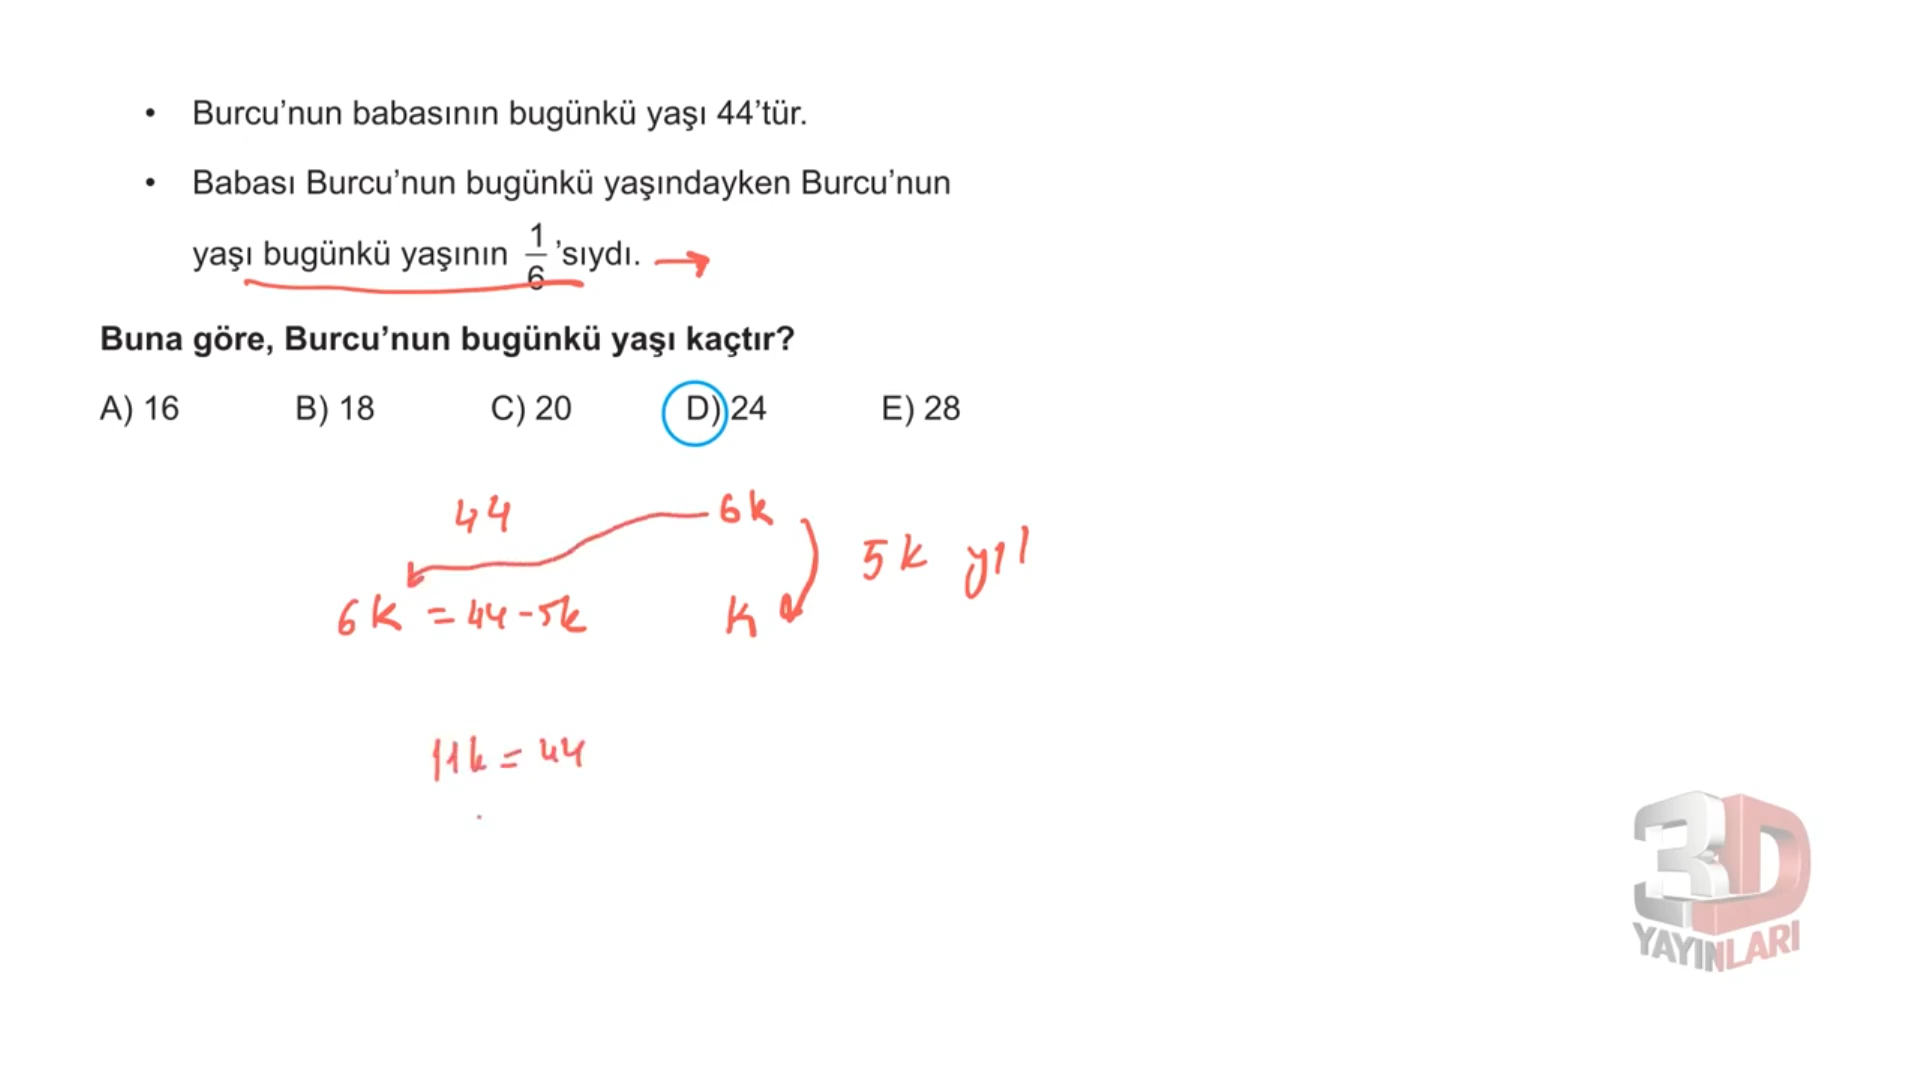 • Burcu’nun babasının bugünkü yaşı 44’tür.
• Babası Burcu’nun bugünkü yaşındayken Burcu’nun
yaşı bugünkü yaşının 1/6 ’sıydı.
Buna göre, Burcu’nun bugünkü yaşı kaçtır?
A) 16 B) 18 C) 20 D) 24 E) 28
44 6k
5k yıl
6k = 44-5k k
11k = 44
3D
YAYINLARI